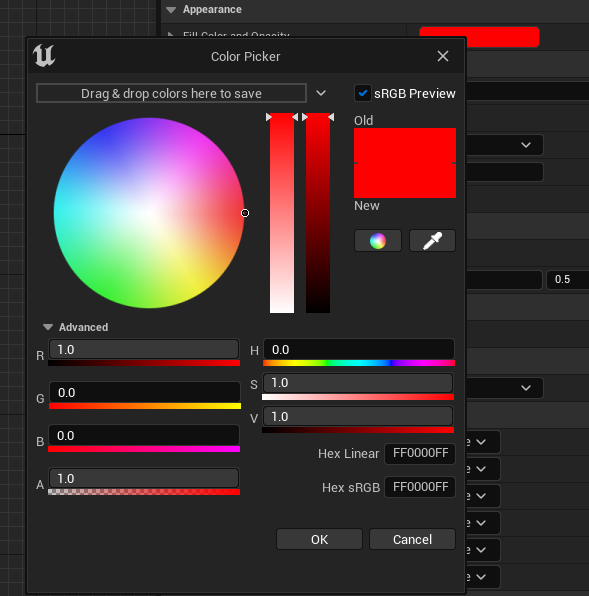 Appearance
Fill Color and Opacity
Color Picker
Drag & drop colors here to save
sRGB Preview
Old
New
0.5
Advanced
R 1.0
H 0.0
G 0.0
S 1.0
B 0.0
V 1.0
A 1.0
Hex Linear FF0000FF
Hex sRGB FF0000FF
OK
Cancel